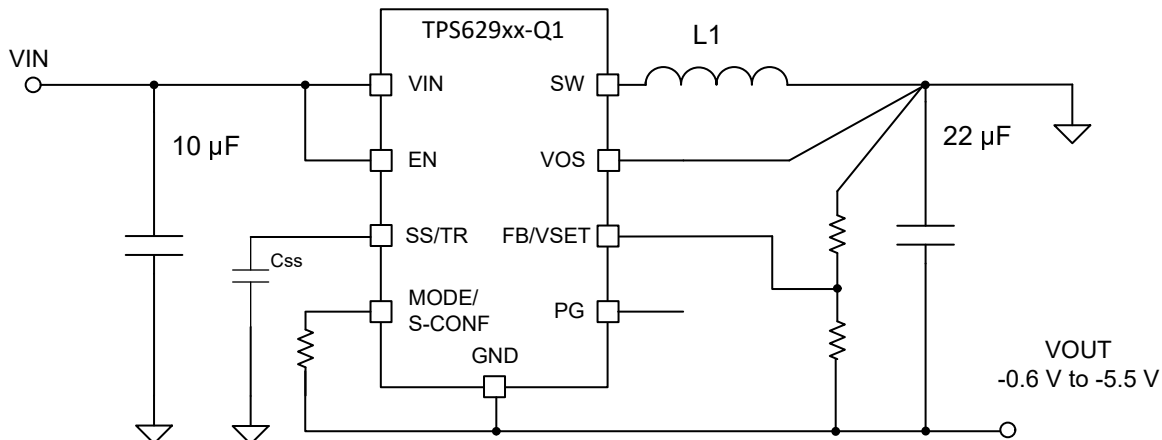 TPS629xx-Q1
L1
VIN
VIN
SW
10 µF
22 µF
EN
VOS
SS/TR
FB/VSET
Css
MODE/
S-CONF
PG
GND
VOUT
-0.6 V to -5.5 V